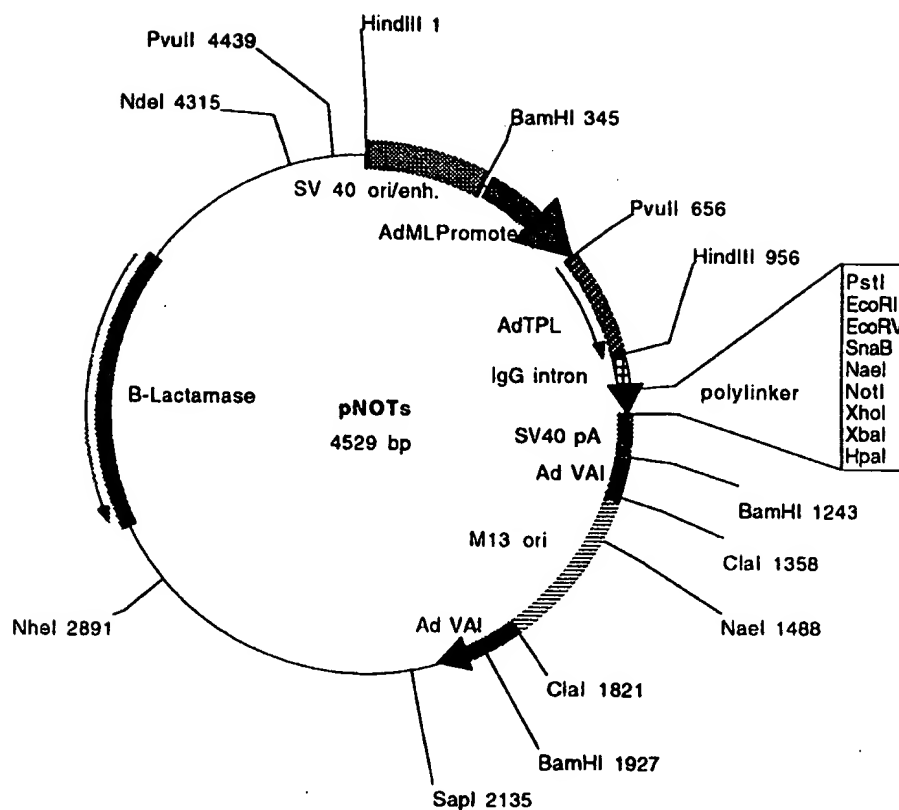 HindIII 1
PvuII 4439
NdeI 4315
BamHI 345
SV 40 ori/enh.
AdMLPromote
PvuII 656
HindIII 956
PstI
EcoRI
EcoRV
SnaB
NaeI
NotI
XhoI
XbaI
HpaI
AdTPL
IgG intron
polylinker
B-Lactamase
pNOTs
4529 bp
SV40 pA
Ad VAI
BamHI 1243
M13 ori
ClaI 1358
NheI 2891
Ad VAI
NaeI 1488
ClaI 1821
BamHI 1927
SapI 2135